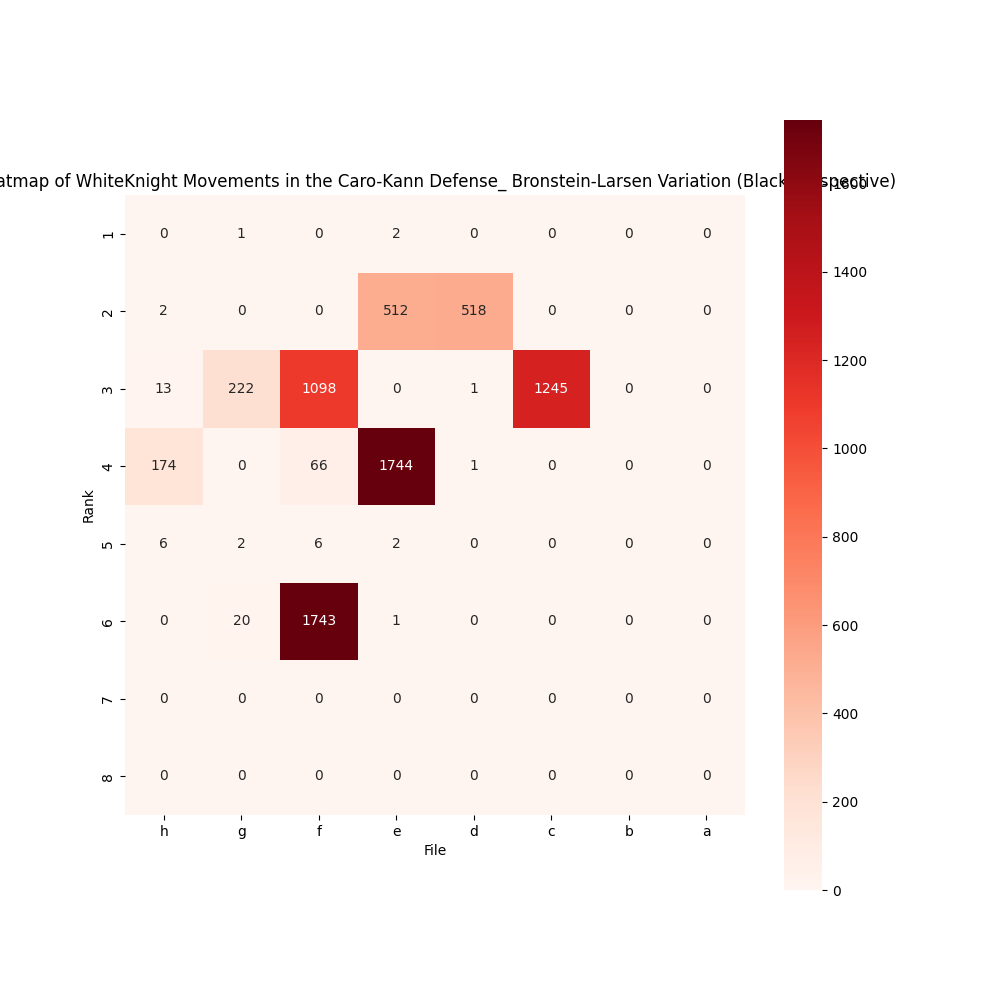 atmap of WhiteKnight Movements in the Caro-Kann Defense_ Bronstein-Larsen Variation (Black spective)
1600
1 0 1 0 2 0 0 0 0
1400
2 2 0 0 512 518 0 0 0
1200
3 13 222 1098 0 1 1245 0 0
1000
4 174 0 66 1744 1 0 0 0
Rank
800
5 6 2 6 2 0 0 0 0
600
6 0 20 1743 1 0 0 0 0
400
7 0 0 0 0 0 0 0 0
200
8 0 0 0 0 0 0 0 0
h g f e d c b a
File
0